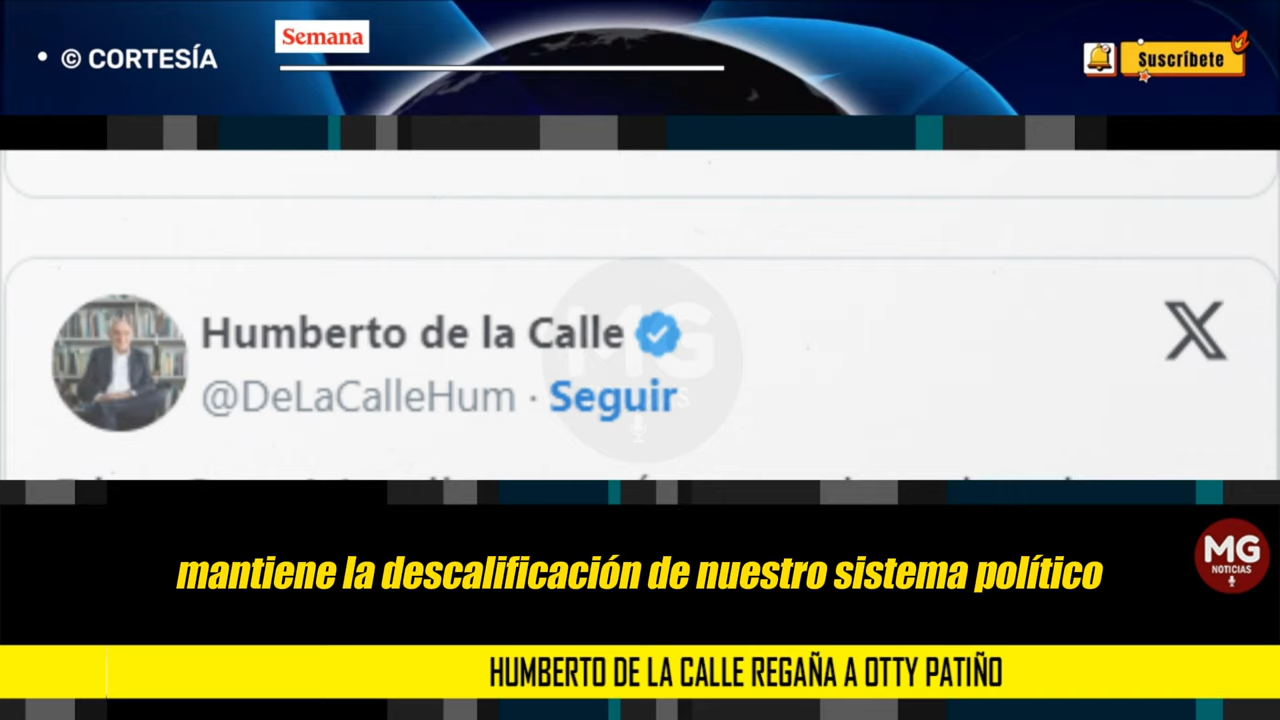 • © CORTESÍA
Semana
Suscríbete
Humberto de la Calle
@DeLaCalleHum · Seguir
mantiene la descalificación de nuestro sistema político
MG
NOTICIAS
HUMBERTO DE LA CALLE REGAÑA A OTTY PATIÑO